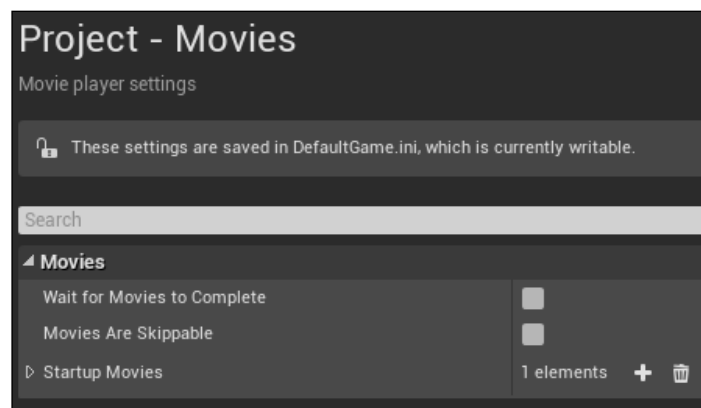 Project - Movies
Movie player settings
These settings are saved in DefaultGame.ini, which is currently writable.
Search
Movies
Wait for Movies to Complete
Movies Are Skippable
Startup Movies 1 elements